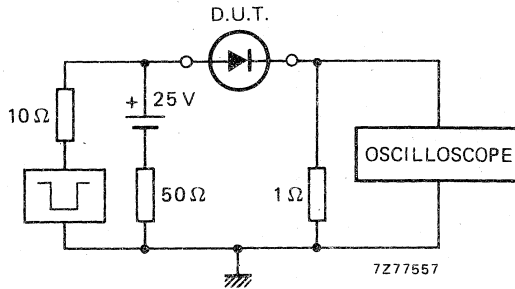 D.U.T.
+ 25 V
10 Ω
50 Ω
1 Ω
OSCILLOSCOPE
7Z77557